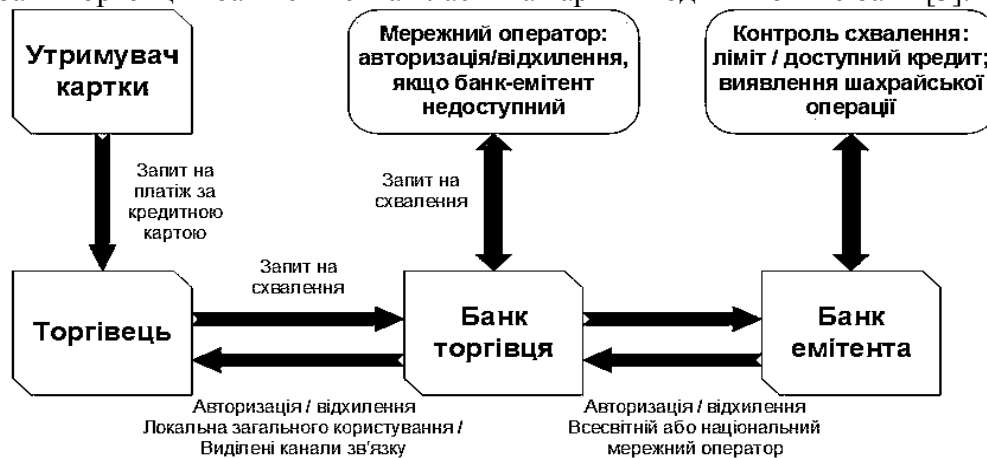 Утримувач
картки
Мережний оператор:
авторизація/відхилення,
якщо банк-емітент
недоступний
Контроль схвалення:
ліміт / доступний кредит;
виявлення шахрайської
операції
Запит на
платіж за
кредитною
картою
Запит на
схвалення
Запит на
схвалення
Торгівець
Банк
торгівця
Банк
емітента
Авторизація / відхилення
Локальна загального користування /
Виділені канали зв'язку
Авторизація / відхилення
Всесвітній або національний
мережний оператор